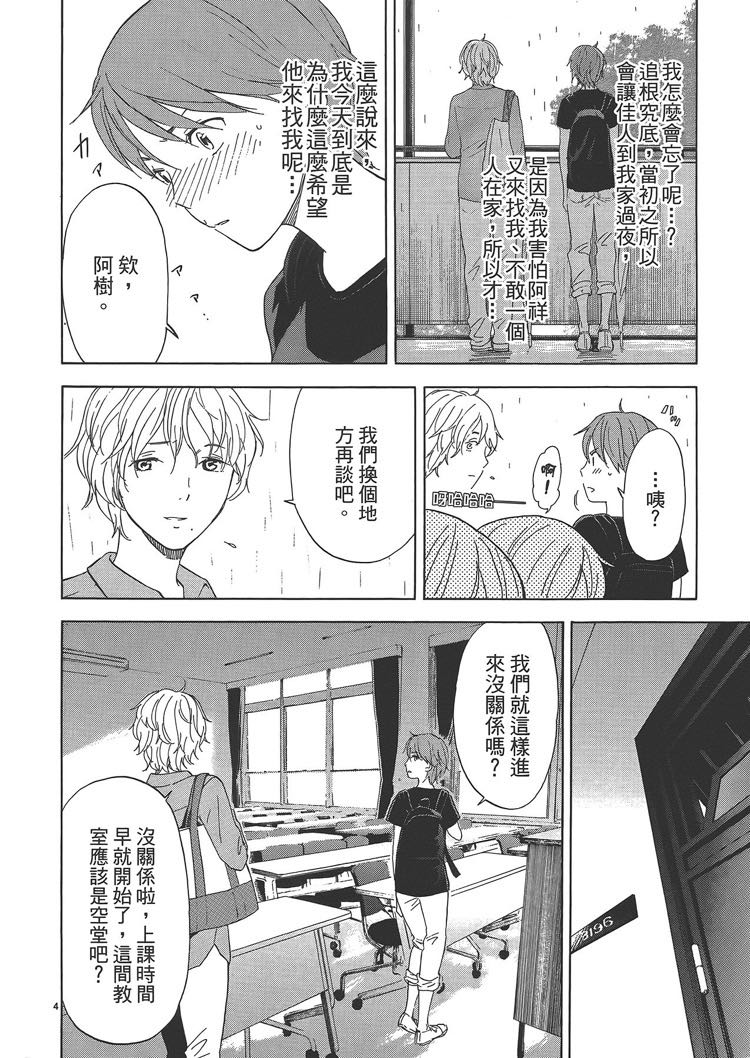 我怎麼會忘了呢…?
追根究底,當初之所以
會讓佳人到我家過夜,
是因為我害怕阿祥
又來找我、不敢一個
人在家,所以才…
這麼說來,
我今天到底是
為什麼這麼希望
他來找我呢…
カァ
欸,
阿樹。
…咦?
啊!
呀哈哈哈
我們換個地
方再談吧。
3196
我們就這樣進
來沒關係嗎?
沒關係啦,上課時間
早就開始了,這間教
室應該是空堂吧?
4